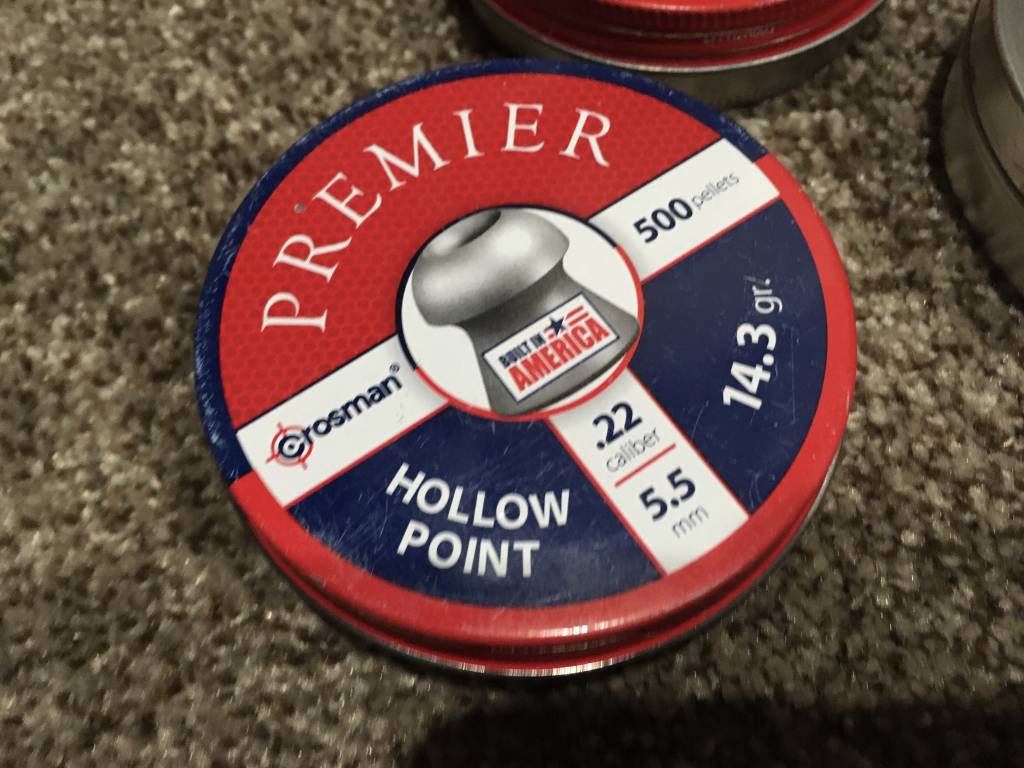 PREMIER
500 pellets
14.3 gr.
BUILT IN
AMERICA
crosman®
.22
caliber
5.5
mm
HOLLOW
POINT